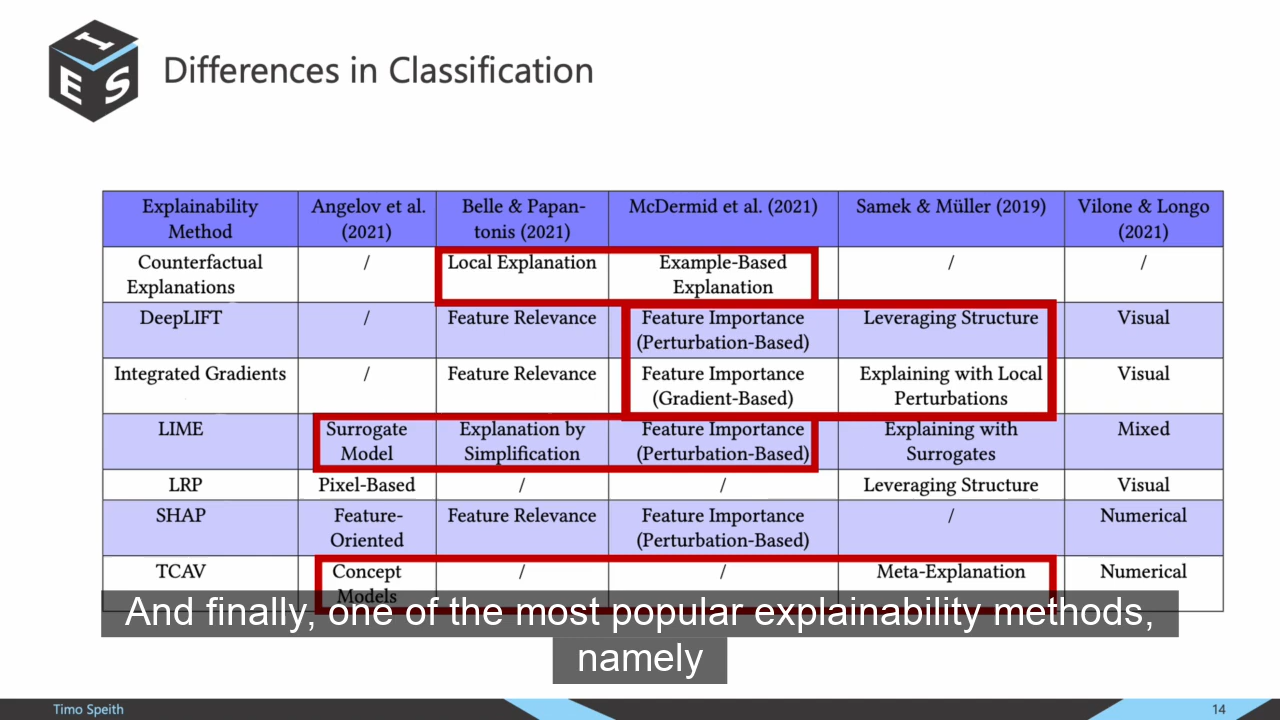 I
E S
Differences in Classification
Explainability
Method
Angelov et al.
(2021)
Belle & Papan-
tonis (2021)
McDermid et al. (2021)
Samek & Müller (2019)
Vilone & Longo
(2021)
Counterfactual
Explanations
/
Local Explanation
Example-Based
Explanation
/
/
DeepLIFT
/
Feature Relevance
Feature Importance
(Perturbation-Based)
Leveraging Structure
Visual
Integrated Gradients
/
Feature Relevance
Feature Importance
(Gradient-Based)
Explaining with Local
Perturbations
Visual
LIME
Surrogate
Model
Explanation by
Simplification
Feature Importance
(Perturbation-Based)
Explaining with
Surrogates
Mixed
LRP
Pixel-Based
/
/
Leveraging Structure
Visual
SHAP
Feature-
Oriented
Feature Relevance
Feature Importance
(Perturbation-Based)
/
Numerical
TCAV
Concept
Models
/
/
Meta-Explanation
Numerical
And finally, one of the most popular explainability methods,
namely
Timo Speith
14